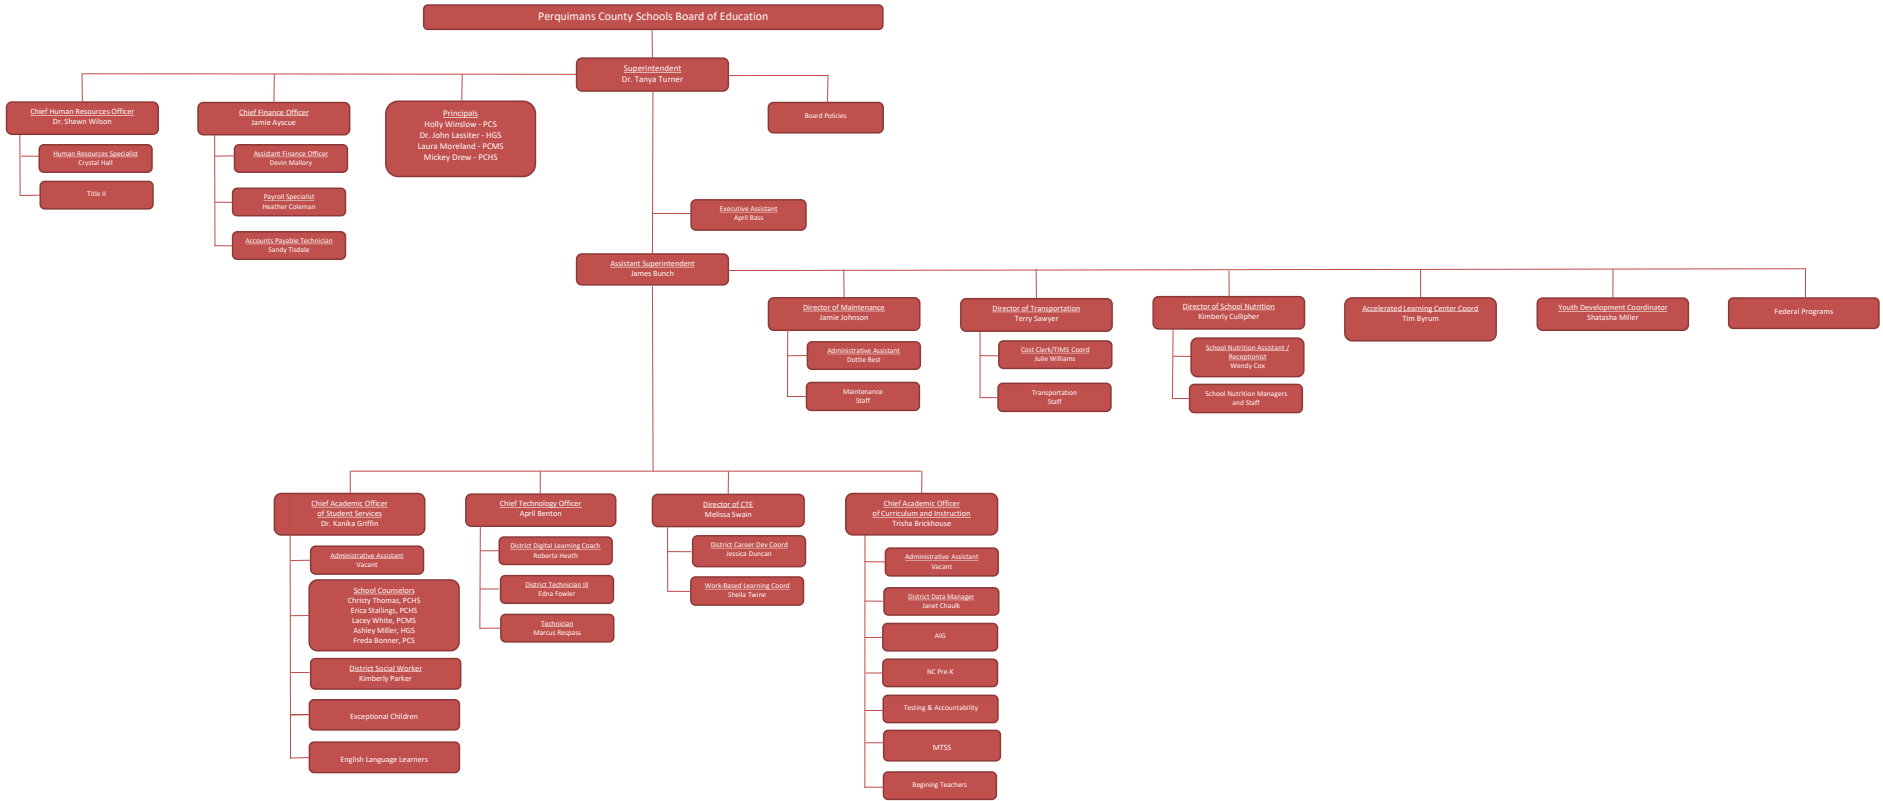 Perquimans County Schools Board of Education
Superintendent
Dr. Tanya Turner
Chief Human Resources Officer
Dr. Shawn Wilson
Human Resources Specialist
Crystal Hall
Title II
Chief Finance Officer
Jamie Ayscue
Assistant Finance Officer
Devin Mallory
Payroll Specialist
Heather Coleman
Accounts Payable Technician
Sandy Tisdale
Principals
Holly Winslow - PCS
Dr. John Lassiter - HGS
Laura Moreland - PCMS
Mickey Drew - PCHS
Board Policies
Executive Assistant
April Bass
Assistant Superintendent
James Bunch
Director of Maintenance
Jamie Johnson
Administrative Assistant
Dottie Best
Maintenance
Staff
Director of Transportation
Terry Sawyer
Cost Clerk/TIMS Coord
Julie Williams
Transportation
Staff
Director of School Nutrition
Kimberly Cullipher
School Nutrition Assistant /
Receptionist
Wendy Cox
School Nutrition Managers
and Staff
Accelerated Learning Center Coord
Tim Byrum
Youth Development Coordinator
Shatasha Miller
Federal Programs
Chief Academic Officer
of Student Services
Dr. Kanika Griffin
Administrative Assistant
Vacant
School Counselors
Christy Thomas, PCHS
Erica Stallings, PCHS
Lacey White, PCMS
Ashley Miller, HGS
Freda Bonner, PCS
District Social Worker
Kimberly Parker
Exceptional Children
English Language Learners
Chief Technology Officer
April Benton
District Digital Learning Coach
Roberta Heath
District Technician III
Edna Fowler
Technician
Marcus Respass
Director of CTE
Melissa Swain
District Career Dev Coord
Jessica Duncan
Work-Based Learning Coord
Sheila Twine
Chief Academic Officer
of Curriculum and Instruction
Trisha Brickhouse
Administrative Assistant
Vacant
District Data Manager
Janet Chaulk
AIG
NC Pre-K
Testing & Accountability
MTSS
Begining Teachers